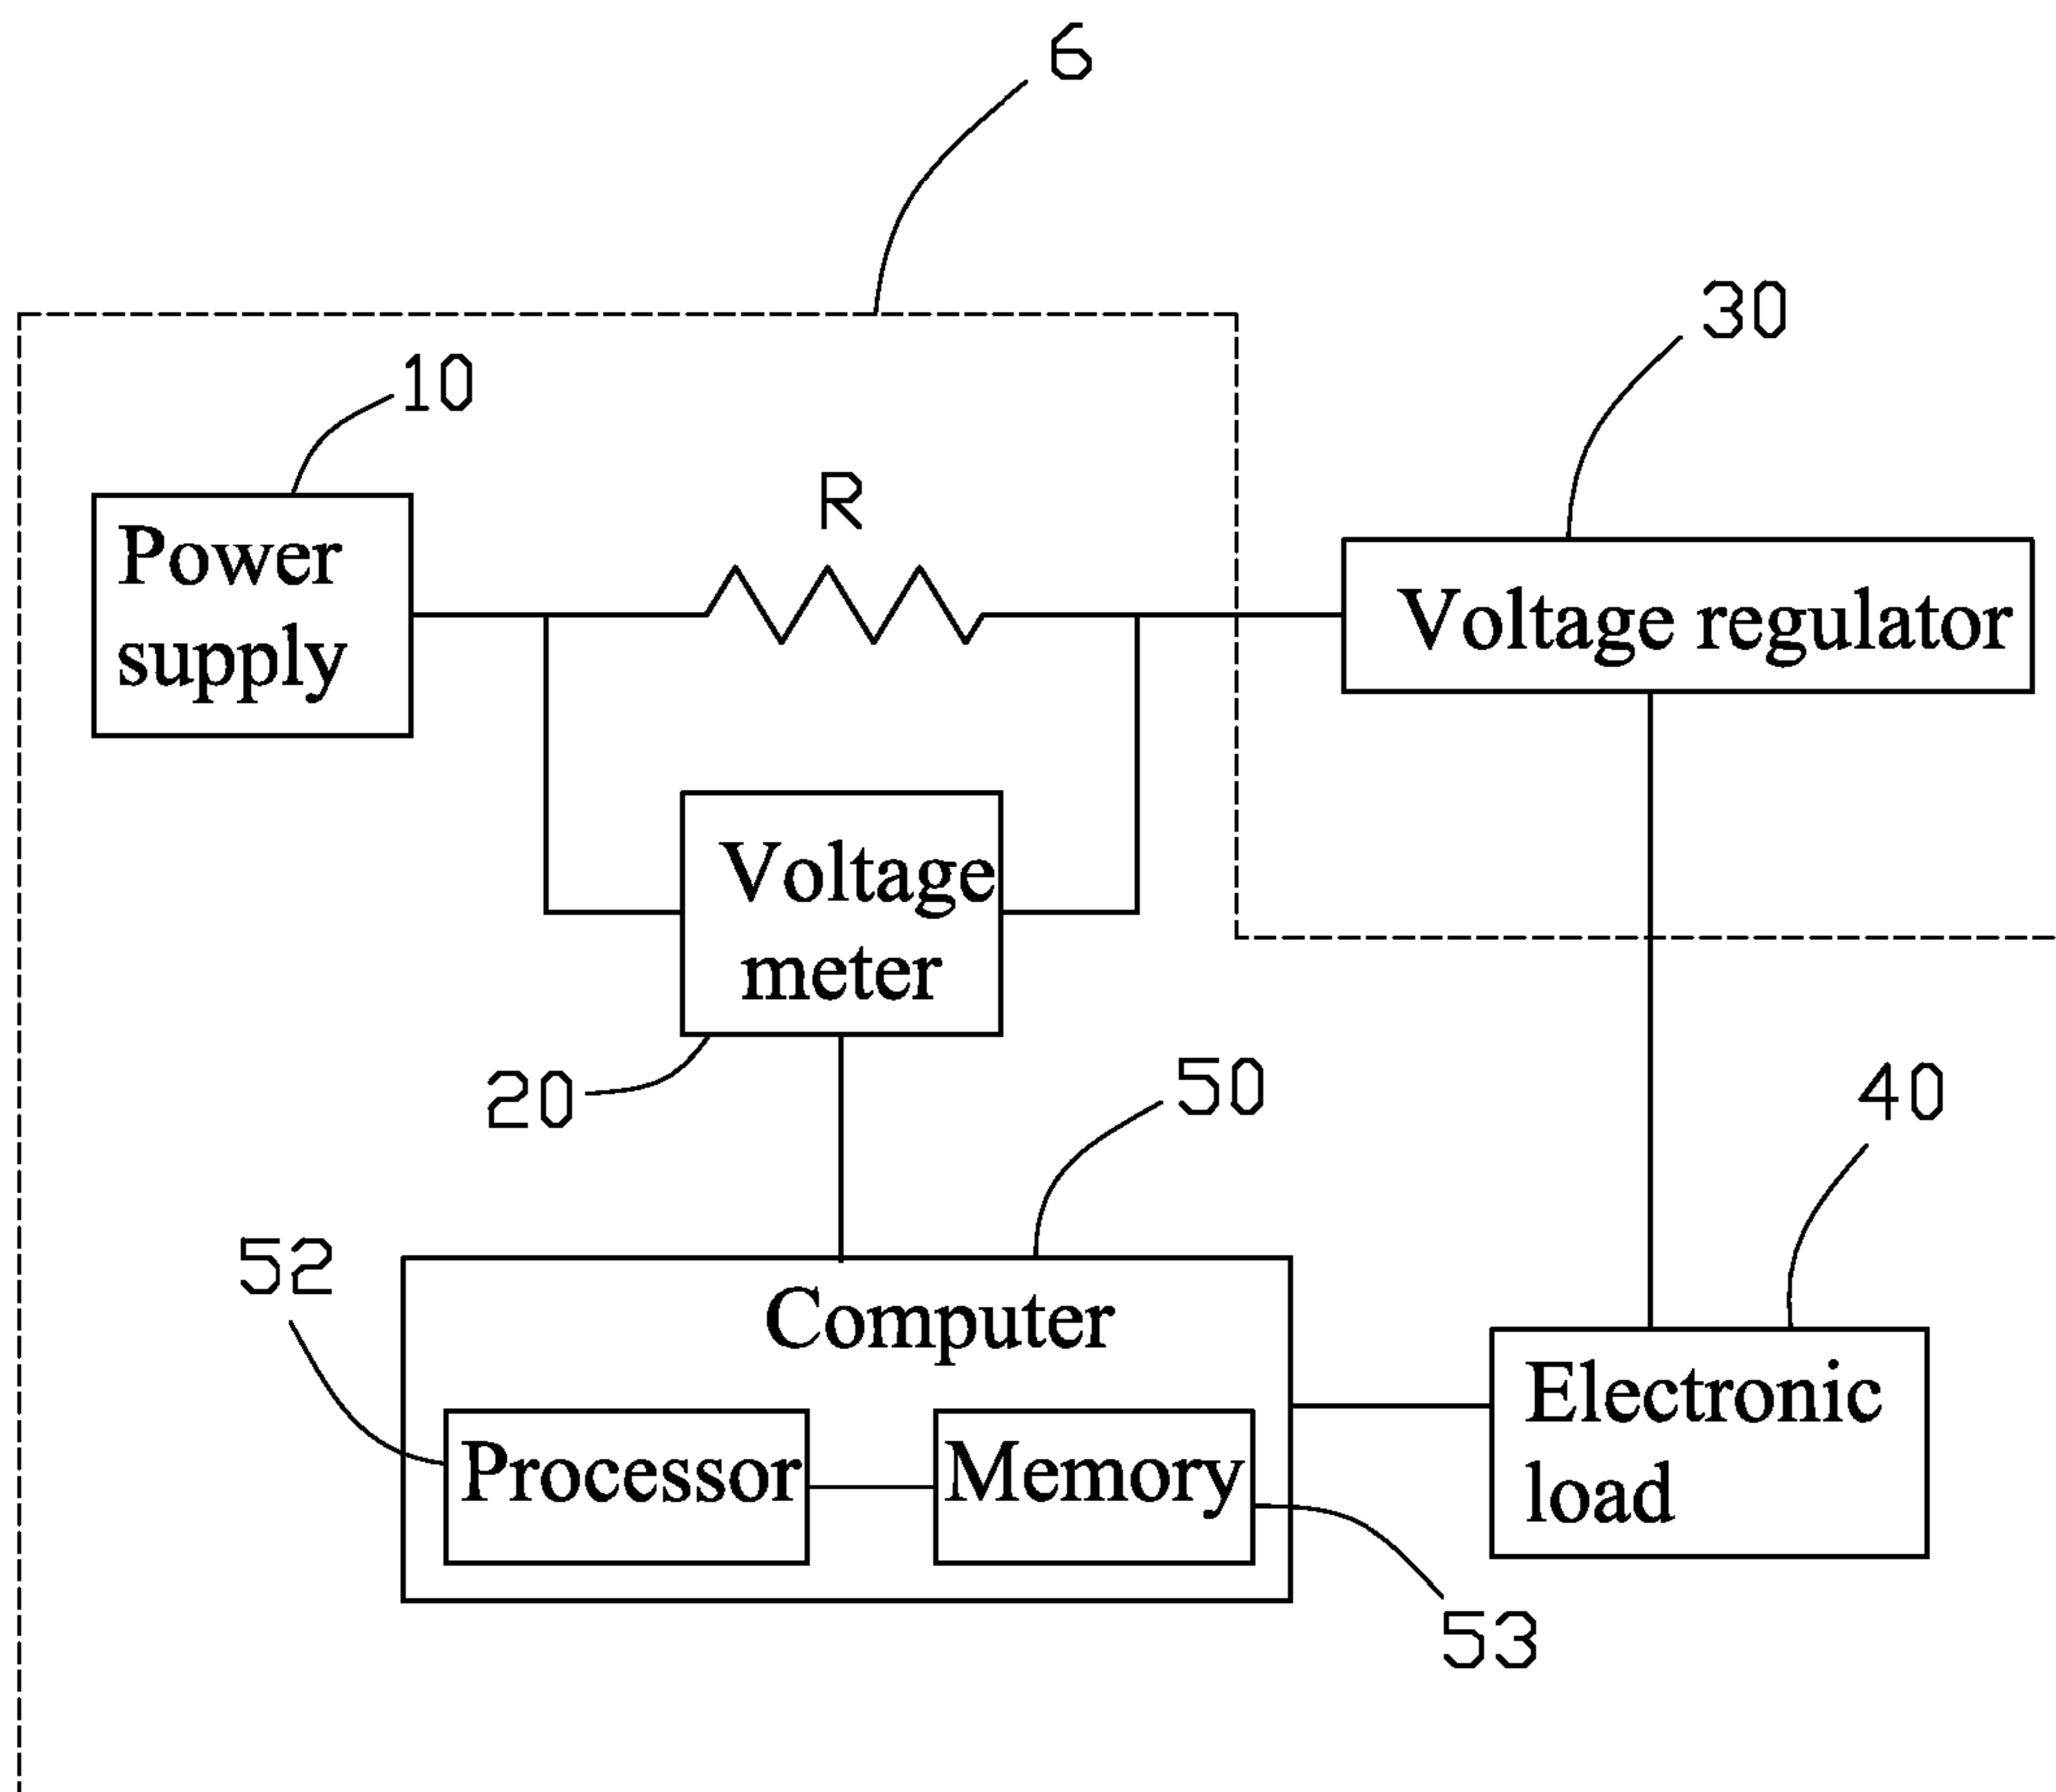 6
30
10
R
Power
supply
Voltage regulator
Voltage
meter
20
50
40
52
Computer
Electronic
load
Processor
Memory
53